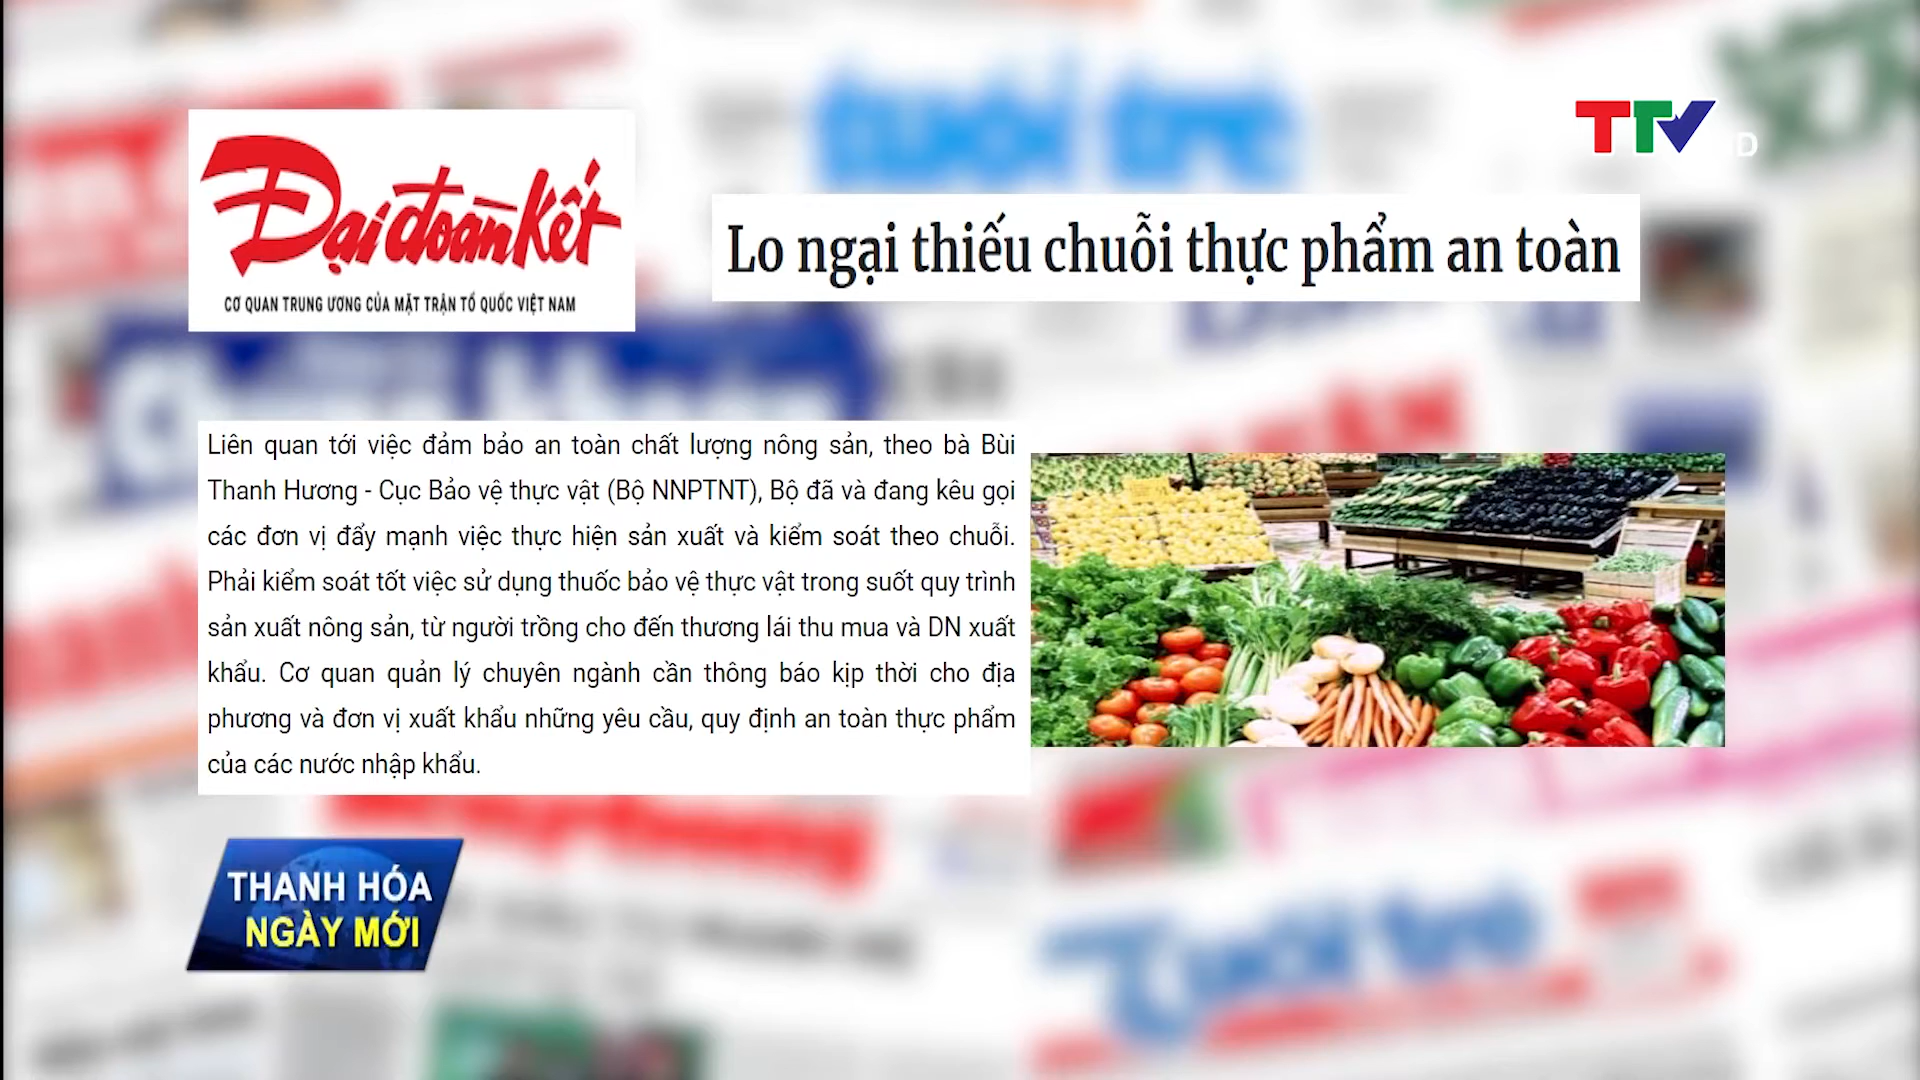 Đại đoàn kết
CƠ QUAN TRUNG ƯƠNG CỦA MẶT TRẬN TỔ QUỐC VIỆT NAM
TTV
D
Lo ngại thiếu chuỗi thực phẩm an toàn
Liên quan tới việc đảm bảo an toàn chất lượng nông sản, theo bà Bùi
Thanh Hương - Cục Bảo vệ thực vật (Bộ NNPTNT), Bộ đã và đang kêu gọi
các đơn vị đẩy mạnh việc thực hiện sản xuất và kiểm soát theo chuỗi.
Phải kiểm soát tốt việc sử dụng thuốc bảo vệ thực vật trong suốt quy trình
sản xuất nông sản, từ người trồng cho đến thương lái thu mua và DN xuất
khẩu. Cơ quan quản lý chuyên ngành cần thông báo kịp thời cho địa
phương và đơn vị xuất khẩu những yêu cầu, quy định an toàn thực phẩm
của các nước nhập khẩu.
THANH HÓA
NGÀY MỚI
tuổi trẻ
Tuổi trẻ